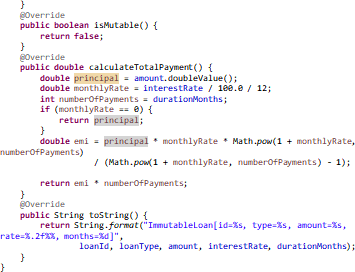 }
@Override
public boolean isMutable() {
return false;
}
@Override
public double calculateTotalPayment() {
double principal = amount.doubleValue();
double monthlyRate = interestRate / 100.0 / 12;
int numberOfPayments = durationMonths;
if (monthlyRate == 0) {
return principal;
}
double emi = principal * monthlyRate * Math.pow(1 + monthlyRate,
numberOfPayments)
/ (Math.pow(1 + monthlyRate, numberOfPayments) - 1);
return emi * numberOfPayments;
}
@Override
public String toString() {
return String.format("ImmutableLoan[id=%s, type=%s, amount=%s,
rate=%.2f%%, months=%d]",
loanId, loanType, amount, interestRate, durationMonths);
}
}